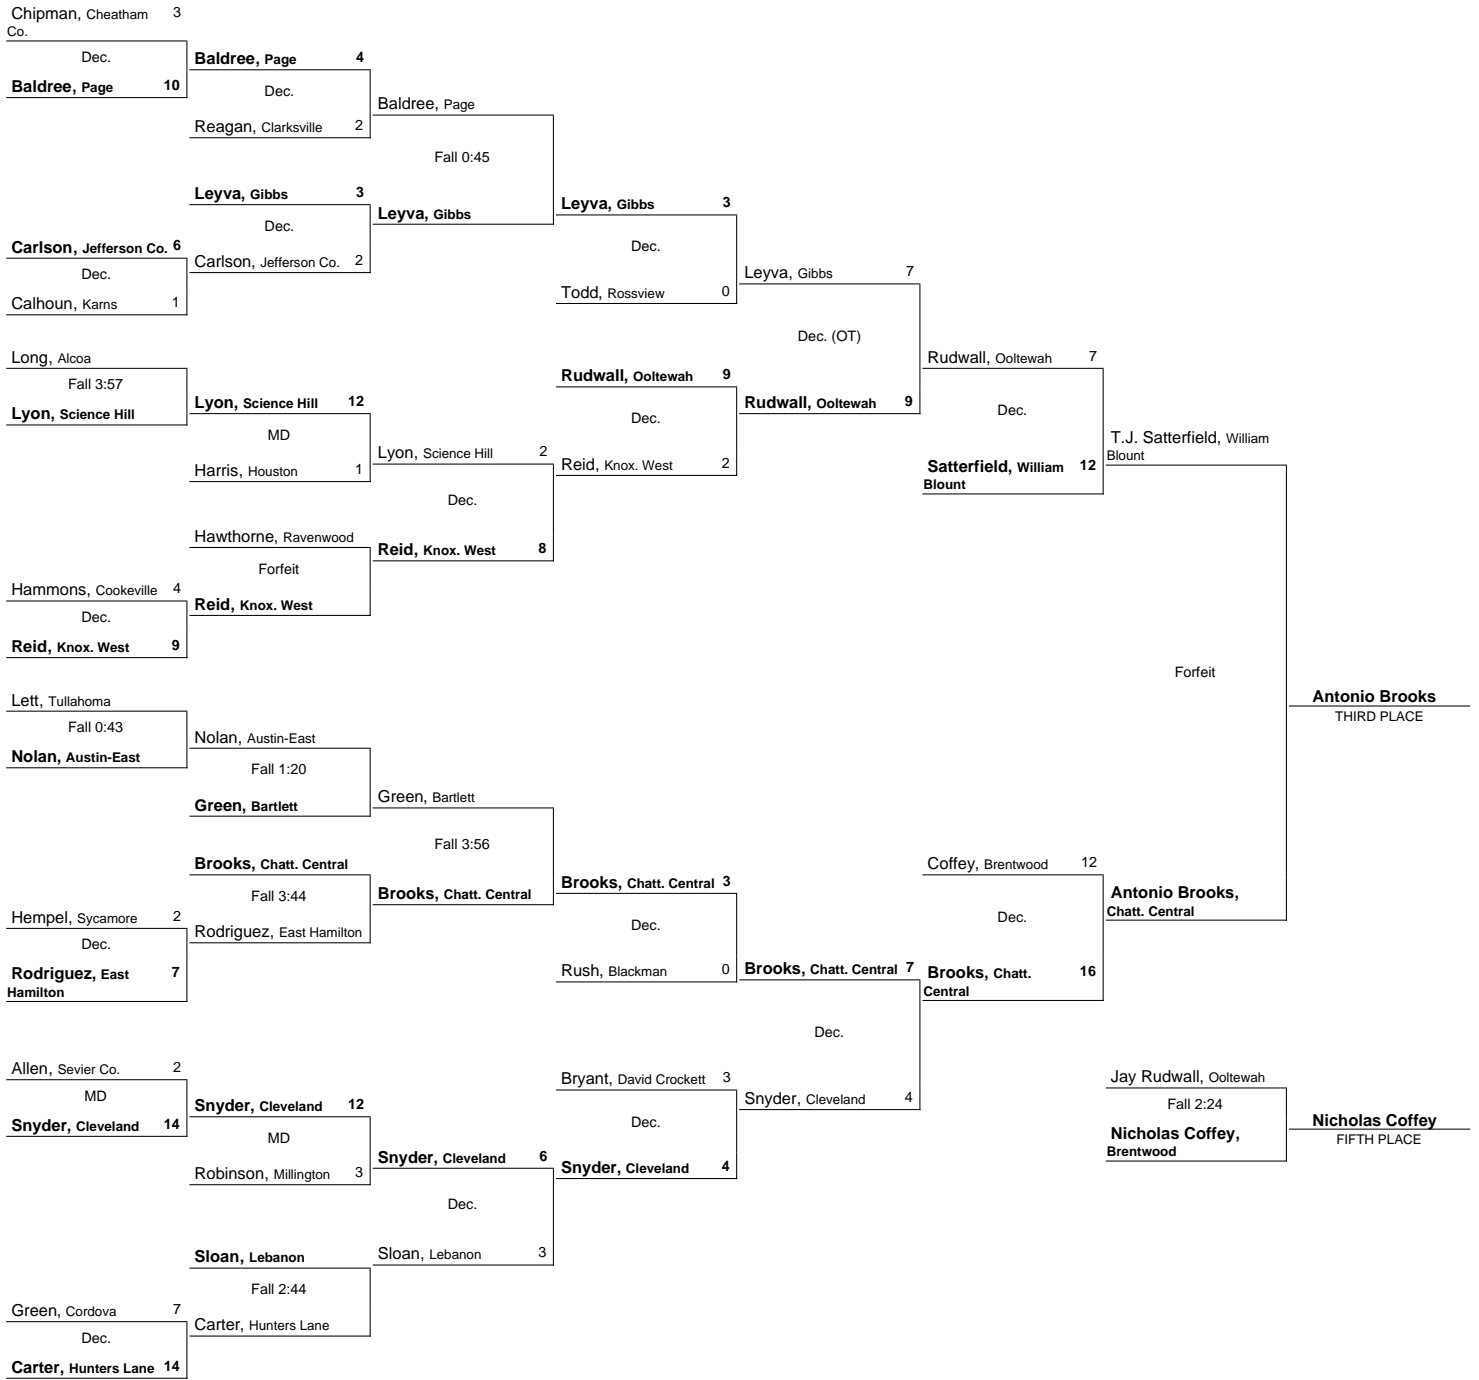 Chipman, Cheatham 3
Co.
Dec.
Baldree, Page 10
Carlson, Jefferson Co. 6
Dec.
Calhoun, Karns 1
Long, Alcoa
Fall 3:57
Lyon, Science Hill
Hammons, Cookeville 4
Dec.
Reid, Knox. West 9
Lett, Tullahoma
Fall 0:43
Nolan, Austin-East
Hempel, Sycamore 2
Dec.
Rodriguez, East 7
Hamilton
Allen, Sevier Co. 2
MD
Snyder, Cleveland 14
Green, Cordova 7
Dec.
Carter, Hunters Lane 14
Baldree, Page 4
Dec.
Reagan, Clarksville 2
Leyva, Gibbs 3
Dec.
Carlson, Jefferson Co. 2
Lyon, Science Hill 12
MD
Harris, Houston 1
Hawthorne, Ravenwood
Forfeit
Reid, Knox. West
Nolan, Austin-East
Fall 1:20
Green, Bartlett
Brooks, Chatt. Central
Fall 3:44
Rodriguez, East Hamilton
Snyder, Cleveland 12
MD
Robinson, Millington 3
Sloan, Lebanon
Fall 2:44
Carter, Hunters Lane
Baldree, Page
Fall 0:45
Leyva, Gibbs
Lyon, Science Hill 2
Dec.
Reid, Knox. West 8
Green, Bartlett
Fall 3:56
Brooks, Chatt. Central
Snyder, Cleveland 6
Dec.
Sloan, Lebanon 3
Leyva, Gibbs 3
Dec.
Todd, Rossview 0
Rudwall, Ooltewah 9
Dec.
Reid, Knox. West 2
Brooks, Chatt. Central 3
Dec.
Rush, Blackman 0
Bryant, David Crockett 3
Dec.
Snyder, Cleveland 4
Leyva, Gibbs 7
Dec. (OT)
Rudwall, Ooltewah 9
Brooks, Chatt. Central 7
Dec.
Snyder, Cleveland 4
Rudwall, Ooltewah 7
Dec.
Satterfield, William 12
Blount
Coffey, Brentwood 12
Dec.
Brooks, Chatt. 16
Central
T.J. Satterfield, William
Blount
Forfeit
Antonio Brooks,
Chatt. Central
Jay Rudwall, Ooltewah
Fall 2:24
Nicholas Coffey,
Brentwood
Antonio Brooks
THIRD PLACE
Nicholas Coffey
FIFTH PLACE